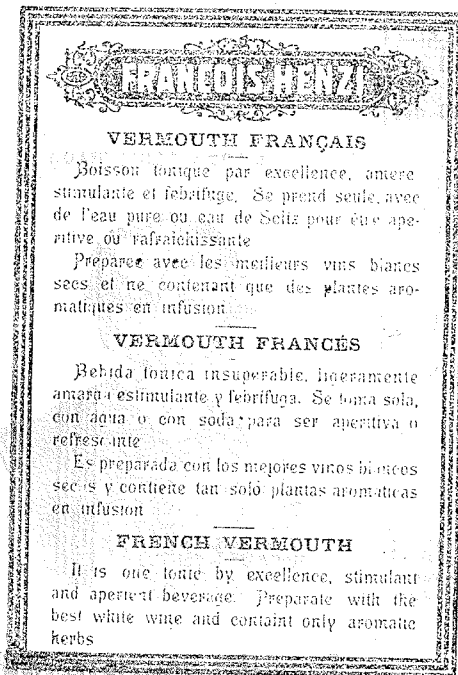 FRANÇOIS HENZI
VERMOUTH FRANÇAIS
Boisson tonique par excellence, amere
stimulante et febrifuge. Se prend seule, avec
de l'eau pure ou eau de Seltz pour être ape-
ritive ou rafraichissante
Preparee avec les meilleurs vins blancs
secs et ne contenant que des plantes aro-
matiques en infusion
VERMOUTH FRANCÉS
Bebida tonica insuperable, ligeramente
amarga estimulante y febrifuga. Se toma sola,
con agua o con soda para ser aperitiva o
refrescante
Es preparada con los mejores vinos blancos
secos y contiene tan solo plantas aromaticas
en infusion
FRENCH VERMOUTH
It is one tonic by excellence, stimulant
and aperient beverage. Preparate with the
best white wine and containt only aromatic
herbs